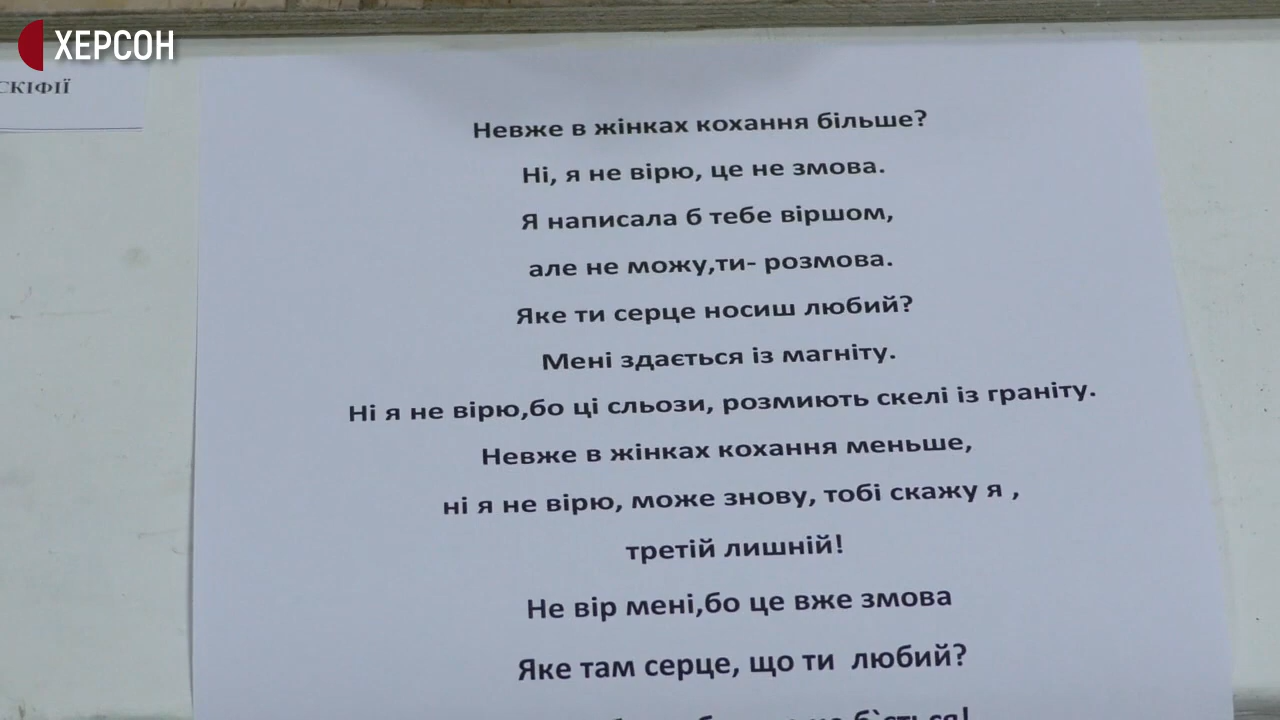 ХЕРСОН
СКІФІЇ
Невже в жінках кохання більше?
Ні, я не вірю, це не змова.
Я написала б тебе віршом,
але не можу,ти- розмова.
Яке ти серце носиш любий?
Мені здається із магніту.
Ні я не вірю,бо ці сльози, розмиють скелі із граніту.
Невже в жінках кохання меньше,
ні я не вірю, може знову, тобі скажу я ,
третій лишній!
Не вір мені,бо це вже змова
Яке там серце, що ти любий?
б`ється!